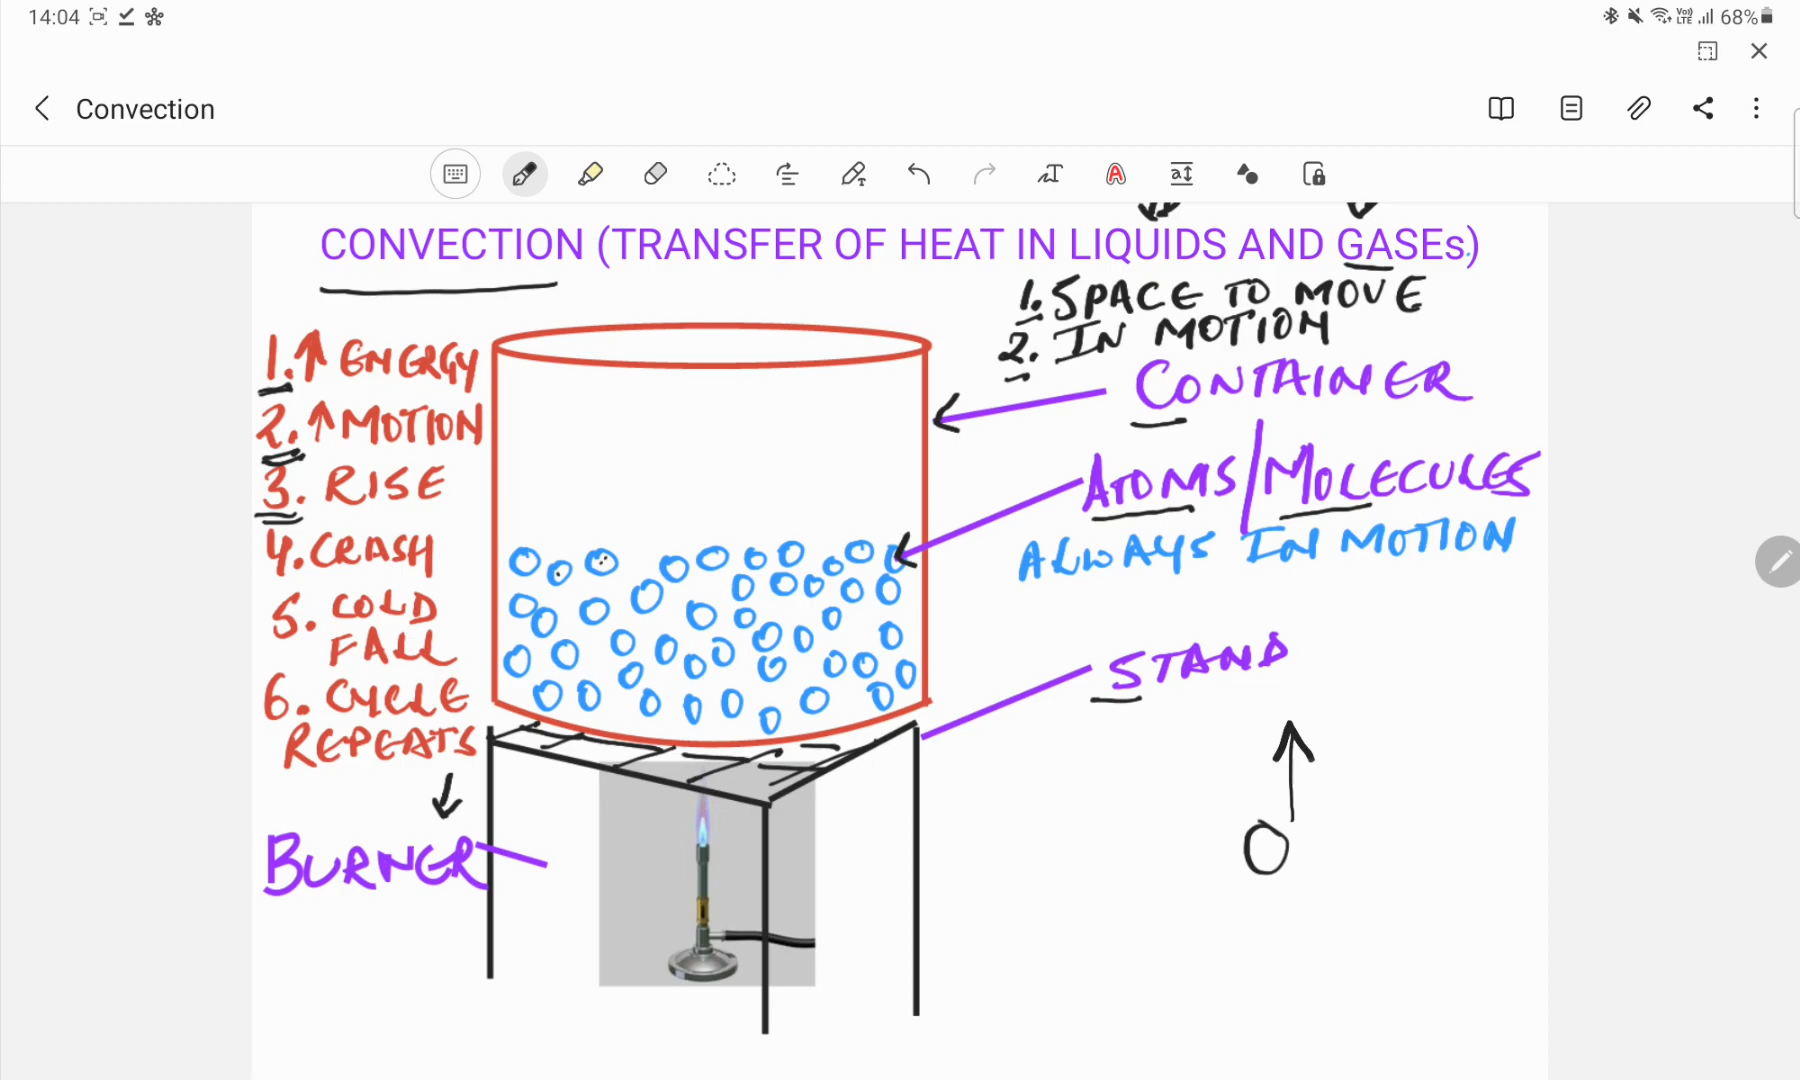 14:04
VoD LTE 68%
Convection
CONVECTION (TRANSFER OF HEAT IN LIQUIDS AND GASEs)
1. SPACE TO MOVE
2. IN MOTION
1. ↑ ENERGY
2. ↑ MOTION
3. RISE
4. CRASH
5. COLD
FALL
6. CYCLE
REPEATS
BURNER
CONTAINER
ATOMS/MOLECULES
ALWAYS IN MOTION
STAND